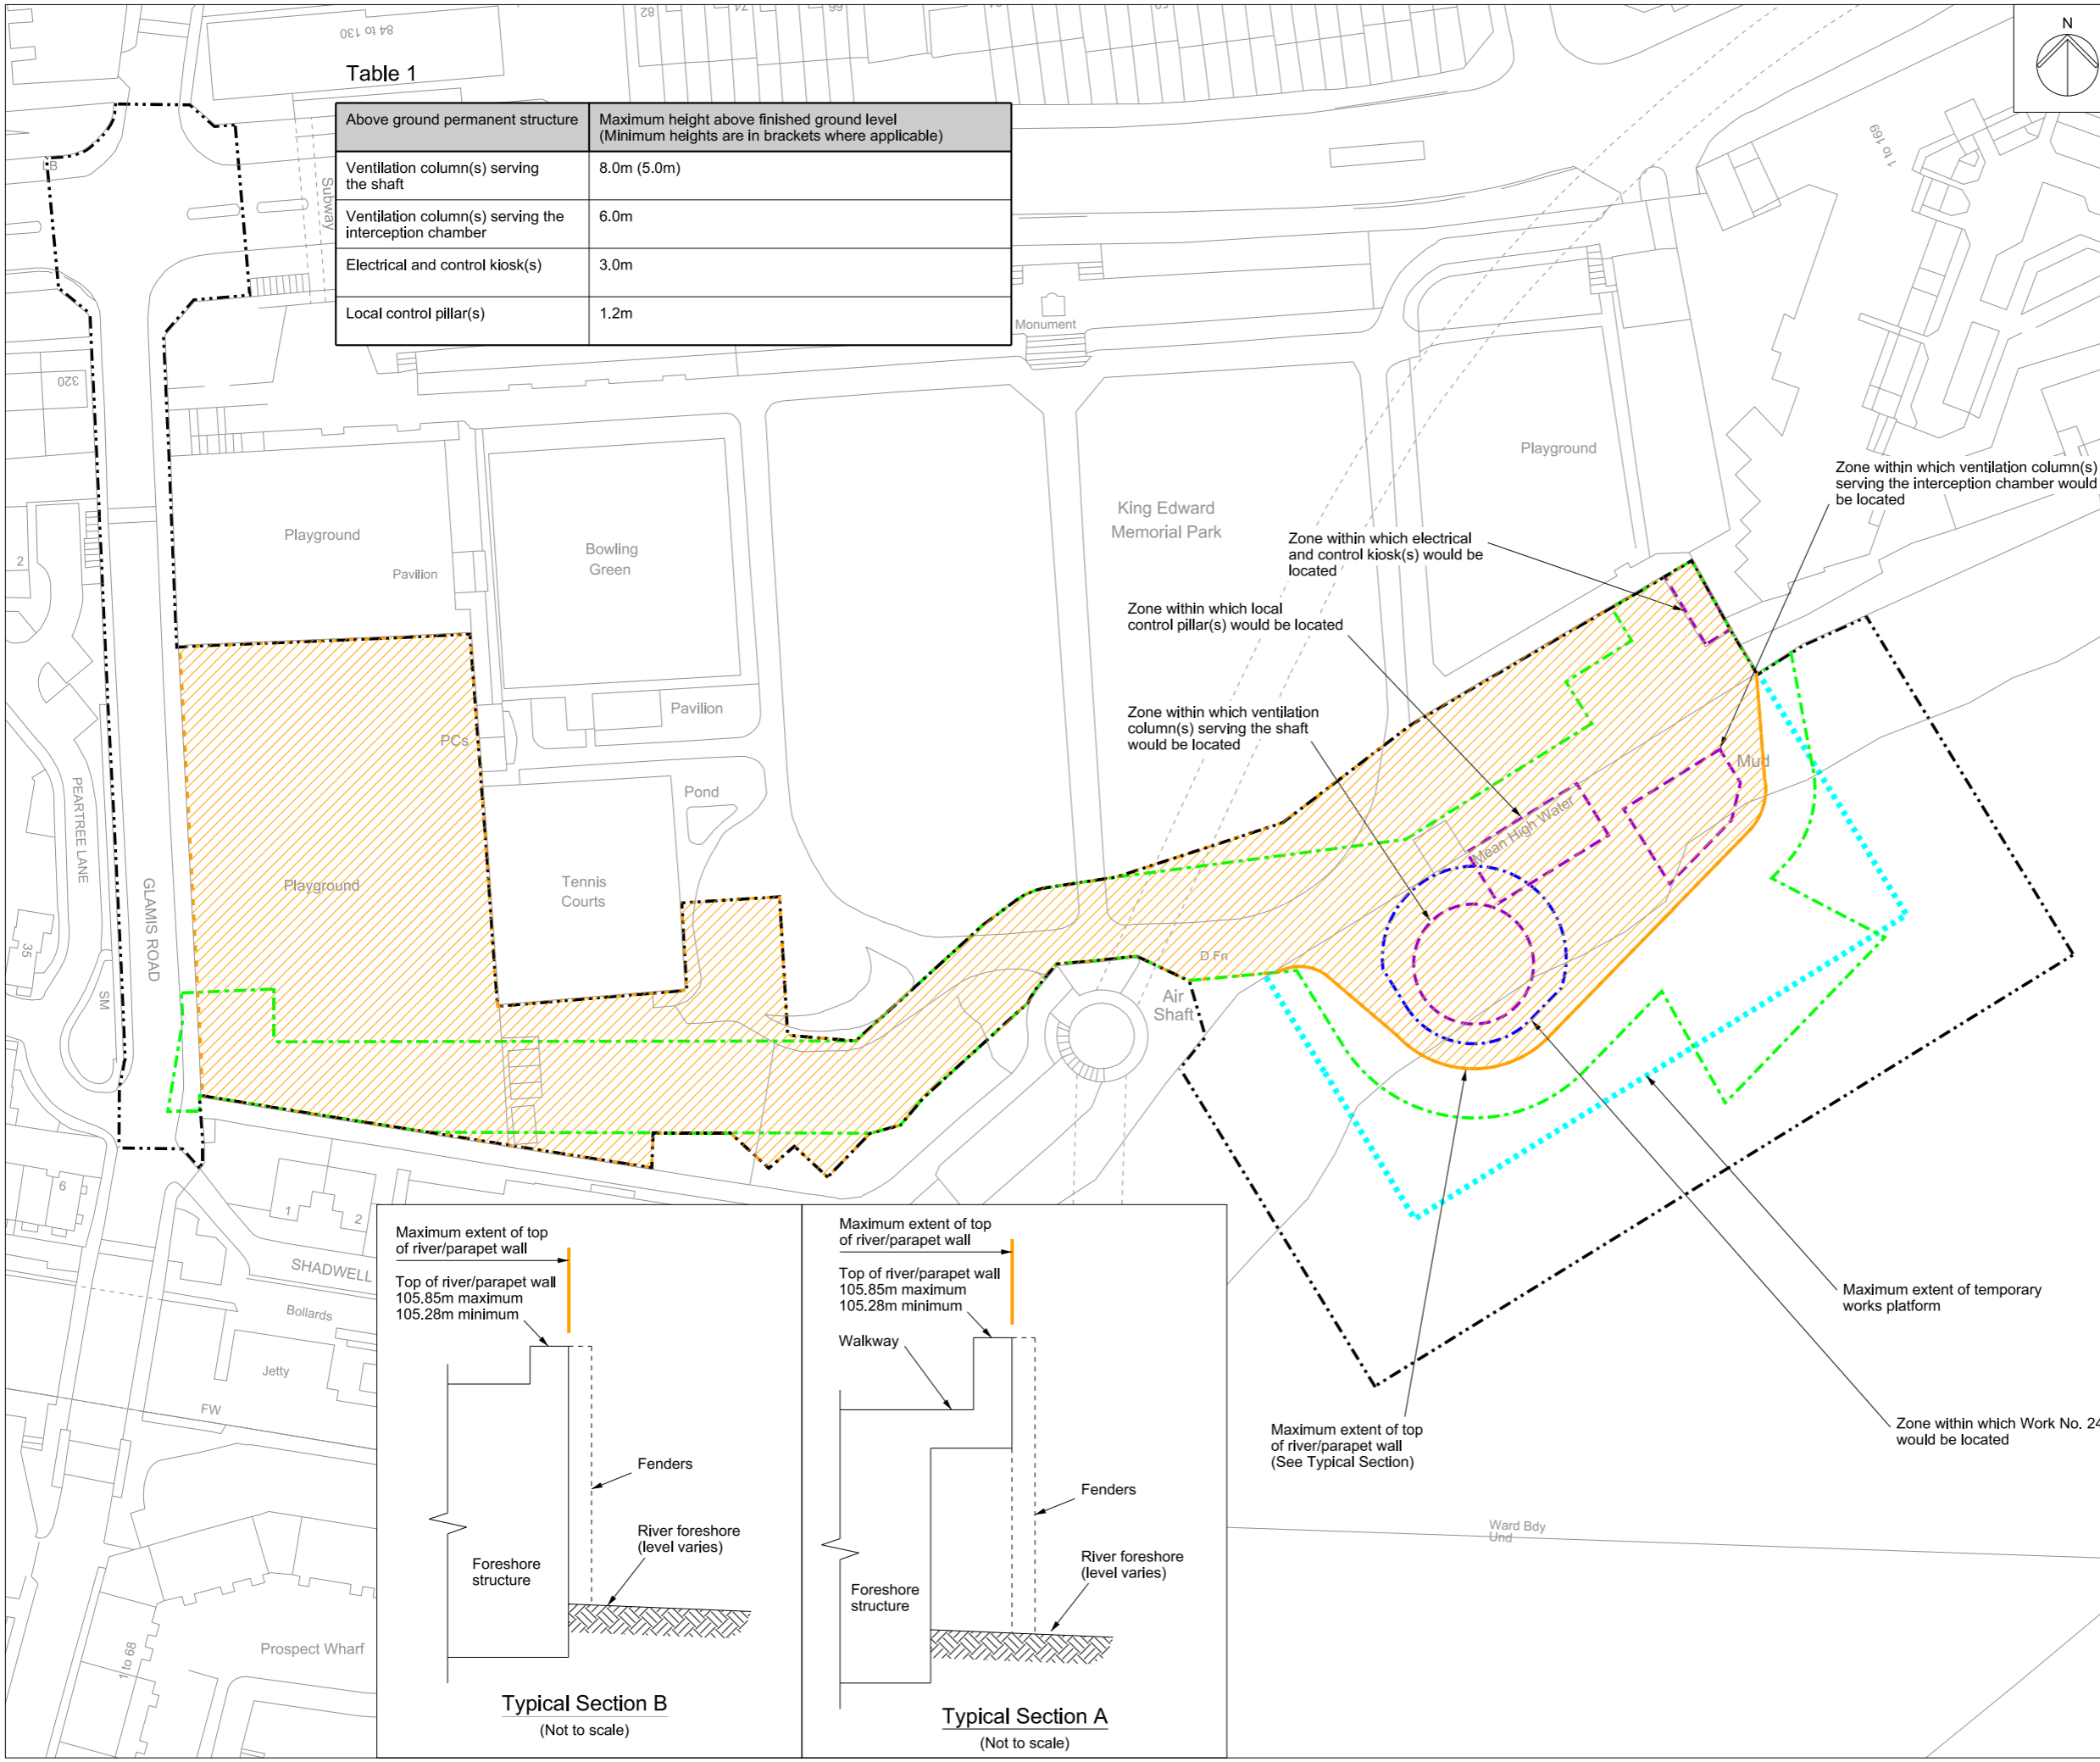 84 to 130
82
74
66
59
N
Table 1
Above ground permanent structure
Maximum height above finished ground level
(Minimum heights are in brackets where applicable)
Ventilation column(s) serving
the shaft
8.0m (5.0m)
Ventilation column(s) serving the
interception chamber
6.0m
Electrical and control kiosk(s)
3.0m
Local control pillar(s)
1.2m
Subway
1 to 169
Monument
320
Playground
Pavilion
Bowling
Green
King Edward
Memorial Park
Playground
Zone within which ventilation column(s)
serving the interception chamber would
be located
Zone within which electrical
and control kiosk(s) would be
located
Zone within which local
control pillar(s) would be located
Zone within which ventilation
column(s) serving the shaft
would be located
2
Pavilion
PCs
Pond
Mud
Mean High Water
PEARTREE LANE
GLAMIS ROAD
Playground
Tennis
Courts
35
SM
D Fn
Air
Shaft
6
1
2
SHADWELL
Bollards
Jetty
FW
1 to 68
Prospect Wharf
Maximum extent of temporary
works platform
Zone within which Work No. 24
would be located
Maximum extent of top
of river/parapet wall
(See Typical Section)
Ward Bdy
Und
Maximum extent of top
of river/parapet wall
Top of river/parapet wall
105.85m maximum
105.28m minimum
Fenders
River foreshore
(level varies)
Foreshore
structure
Typical Section B
(Not to scale)
Maximum extent of top
of river/parapet wall
Top of river/parapet wall
105.85m maximum
105.28m minimum
Walkway
Fenders
River foreshore
(level varies)
Foreshore
structure
Typical Section A
(Not to scale)